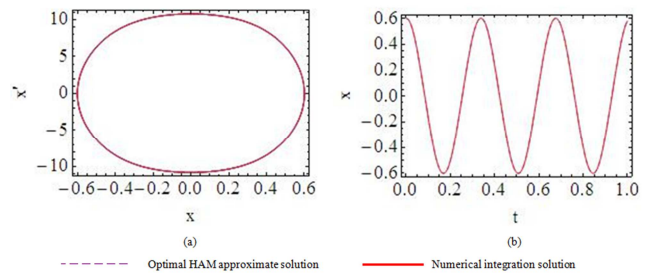 10
5
0
−5
−10
x′
−0.6−0.4−0.2 0.0 0.2 0.4 0.6
x
(a)
0.6
0.4
0.2
0.0
−0.2
−0.4
−0.6
x
0.0 0.2 0.4 0.6 0.8 1.0
t
(b)
Optimal HAM approximate solution
Numerical integration solution